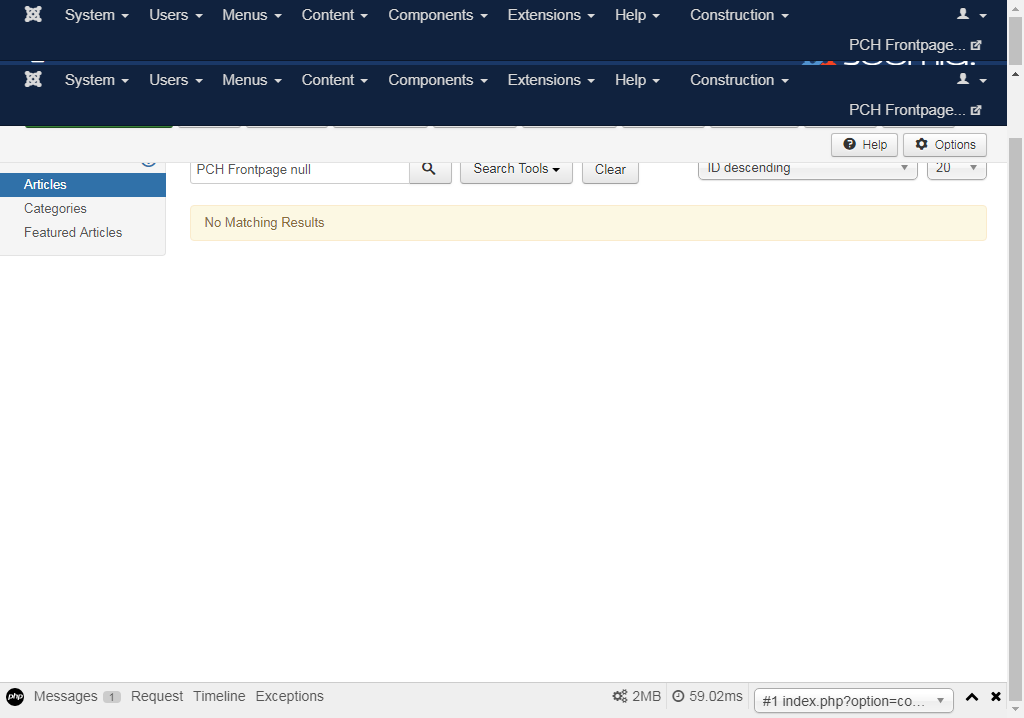 System Users Menus Content Components Extensions Help Construction
PCH Frontpage...
System Users Menus Content Components Extensions Help Construction
PCH Frontpage...
Help Options
PCH Frontpage null Search Tools Clear ID descending 20
Articles
Categories
Featured Articles
No Matching Results
php Messages 1 Request Timeline Exceptions 2MB 59.02ms #1 index.php?option=co...